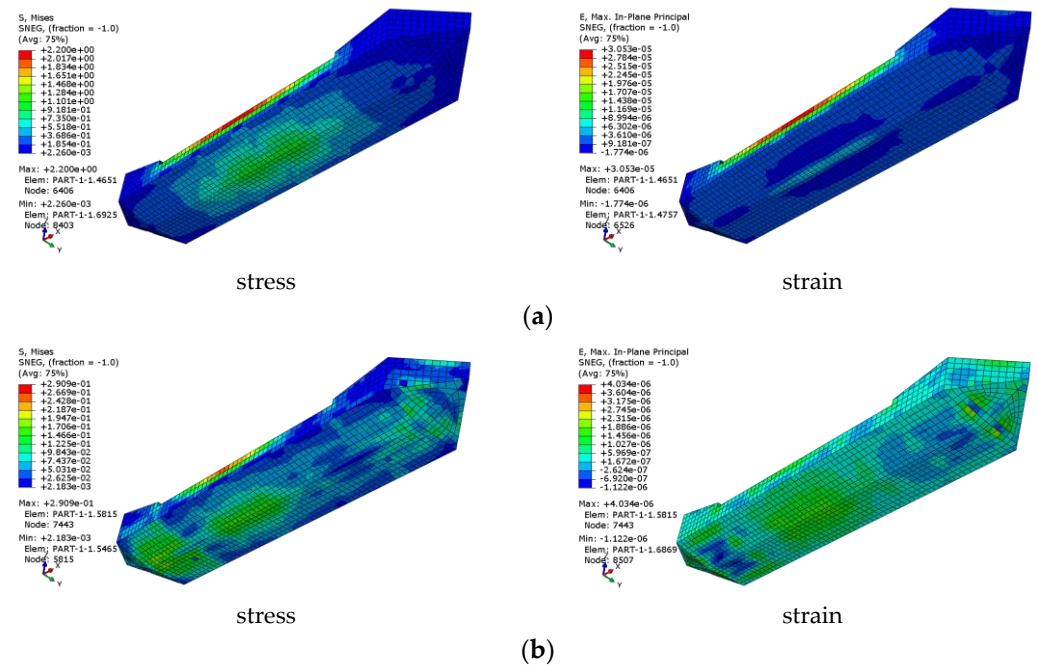 S, Mises
SNEG, (fraction = -1.0)
(Avg: 75%)
+2.200e+00
+2.017e+00
+1.834e+00
+1.651e+00
+1.468e+00
+1.284e+00
+1.101e+00
+9.181e-01
+7.350e-01
+5.518e-01
+3.686e-01
+1.854e-01
+2.260e-03
Max: +2.200e+00
Elem: PART-1-1.4651
Node: 6406
Min: +2.260e-03
Elem: PART-1-1.6925
Node: 8403
X
Y
stress
E, Max. In-Plane Principal
SNEG, (fraction = -1.0)
(Avg: 75%)
+3.053e-05
+2.784e-05
+2.515e-05
+2.245e-05
+1.976e-05
+1.707e-05
+1.438e-05
+1.169e-05
+8.994e-06
+6.302e-06
+3.610e-06
+9.181e-07
-1.774e-06
Max: +3.053e-05
Elem: PART-1-1.4651
Node: 6406
Min: -1.774e-06
Elem: PART-1-1.4757
Node: 6526
X
Y
strain
(a)
S, Mises
SNEG, (fraction = -1.0)
(Avg: 75%)
+2.909e-01
+2.669e-01
+2.428e-01
+2.187e-01
+1.947e-01
+1.706e-01
+1.466e-01
+1.225e-01
+9.843e-02
+7.437e-02
+5.031e-02
+2.625e-02
+2.183e-03
Max: +2.909e-01
Elem: PART-1-1.5815
Node: 7443
Min: +2.183e-03
Elem: PART-1-1.5465
Node: 5815
X
Y
stress
E, Max. In-Plane Principal
SNEG, (fraction = -1.0)
(Avg: 75%)
+4.034e-06
+3.604e-06
+3.175e-06
+2.745e-06
+2.315e-06
+1.886e-06
+1.456e-06
+1.027e-06
+5.969e-07
+1.672e-07
-2.624e-07
-6.920e-07
-1.122e-06
Max: +4.034e-06
Elem: PART-1-1.5815
Node: 7443
Min: -1.122e-06
Elem: PART-1-1.6869
Node: 8507
X
Y
strain
(b)